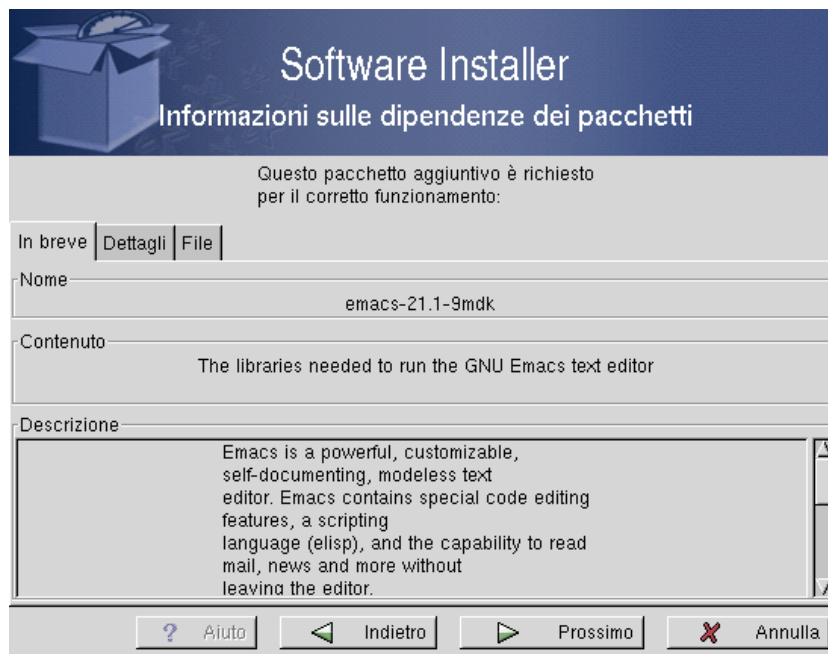 Software Installer
Informazioni sulle dipendenze dei pacchetti
Questo pacchetto aggiuntivo è richiesto
per il corretto funzionamento:
In breve Dettagli File
Nome
emacs-21.1-9mdk
Contenuto
The libraries needed to run the GNU Emacs text editor
Descrizione
Emacs is a powerful, customizable,
self-documenting, modeless text
editor. Emacs contains special code editing
features, a scripting
language (elisp), and the capability to read
mail, news and more without
leaving the editor.
? Aiuto Indietro Prossimo Annulla